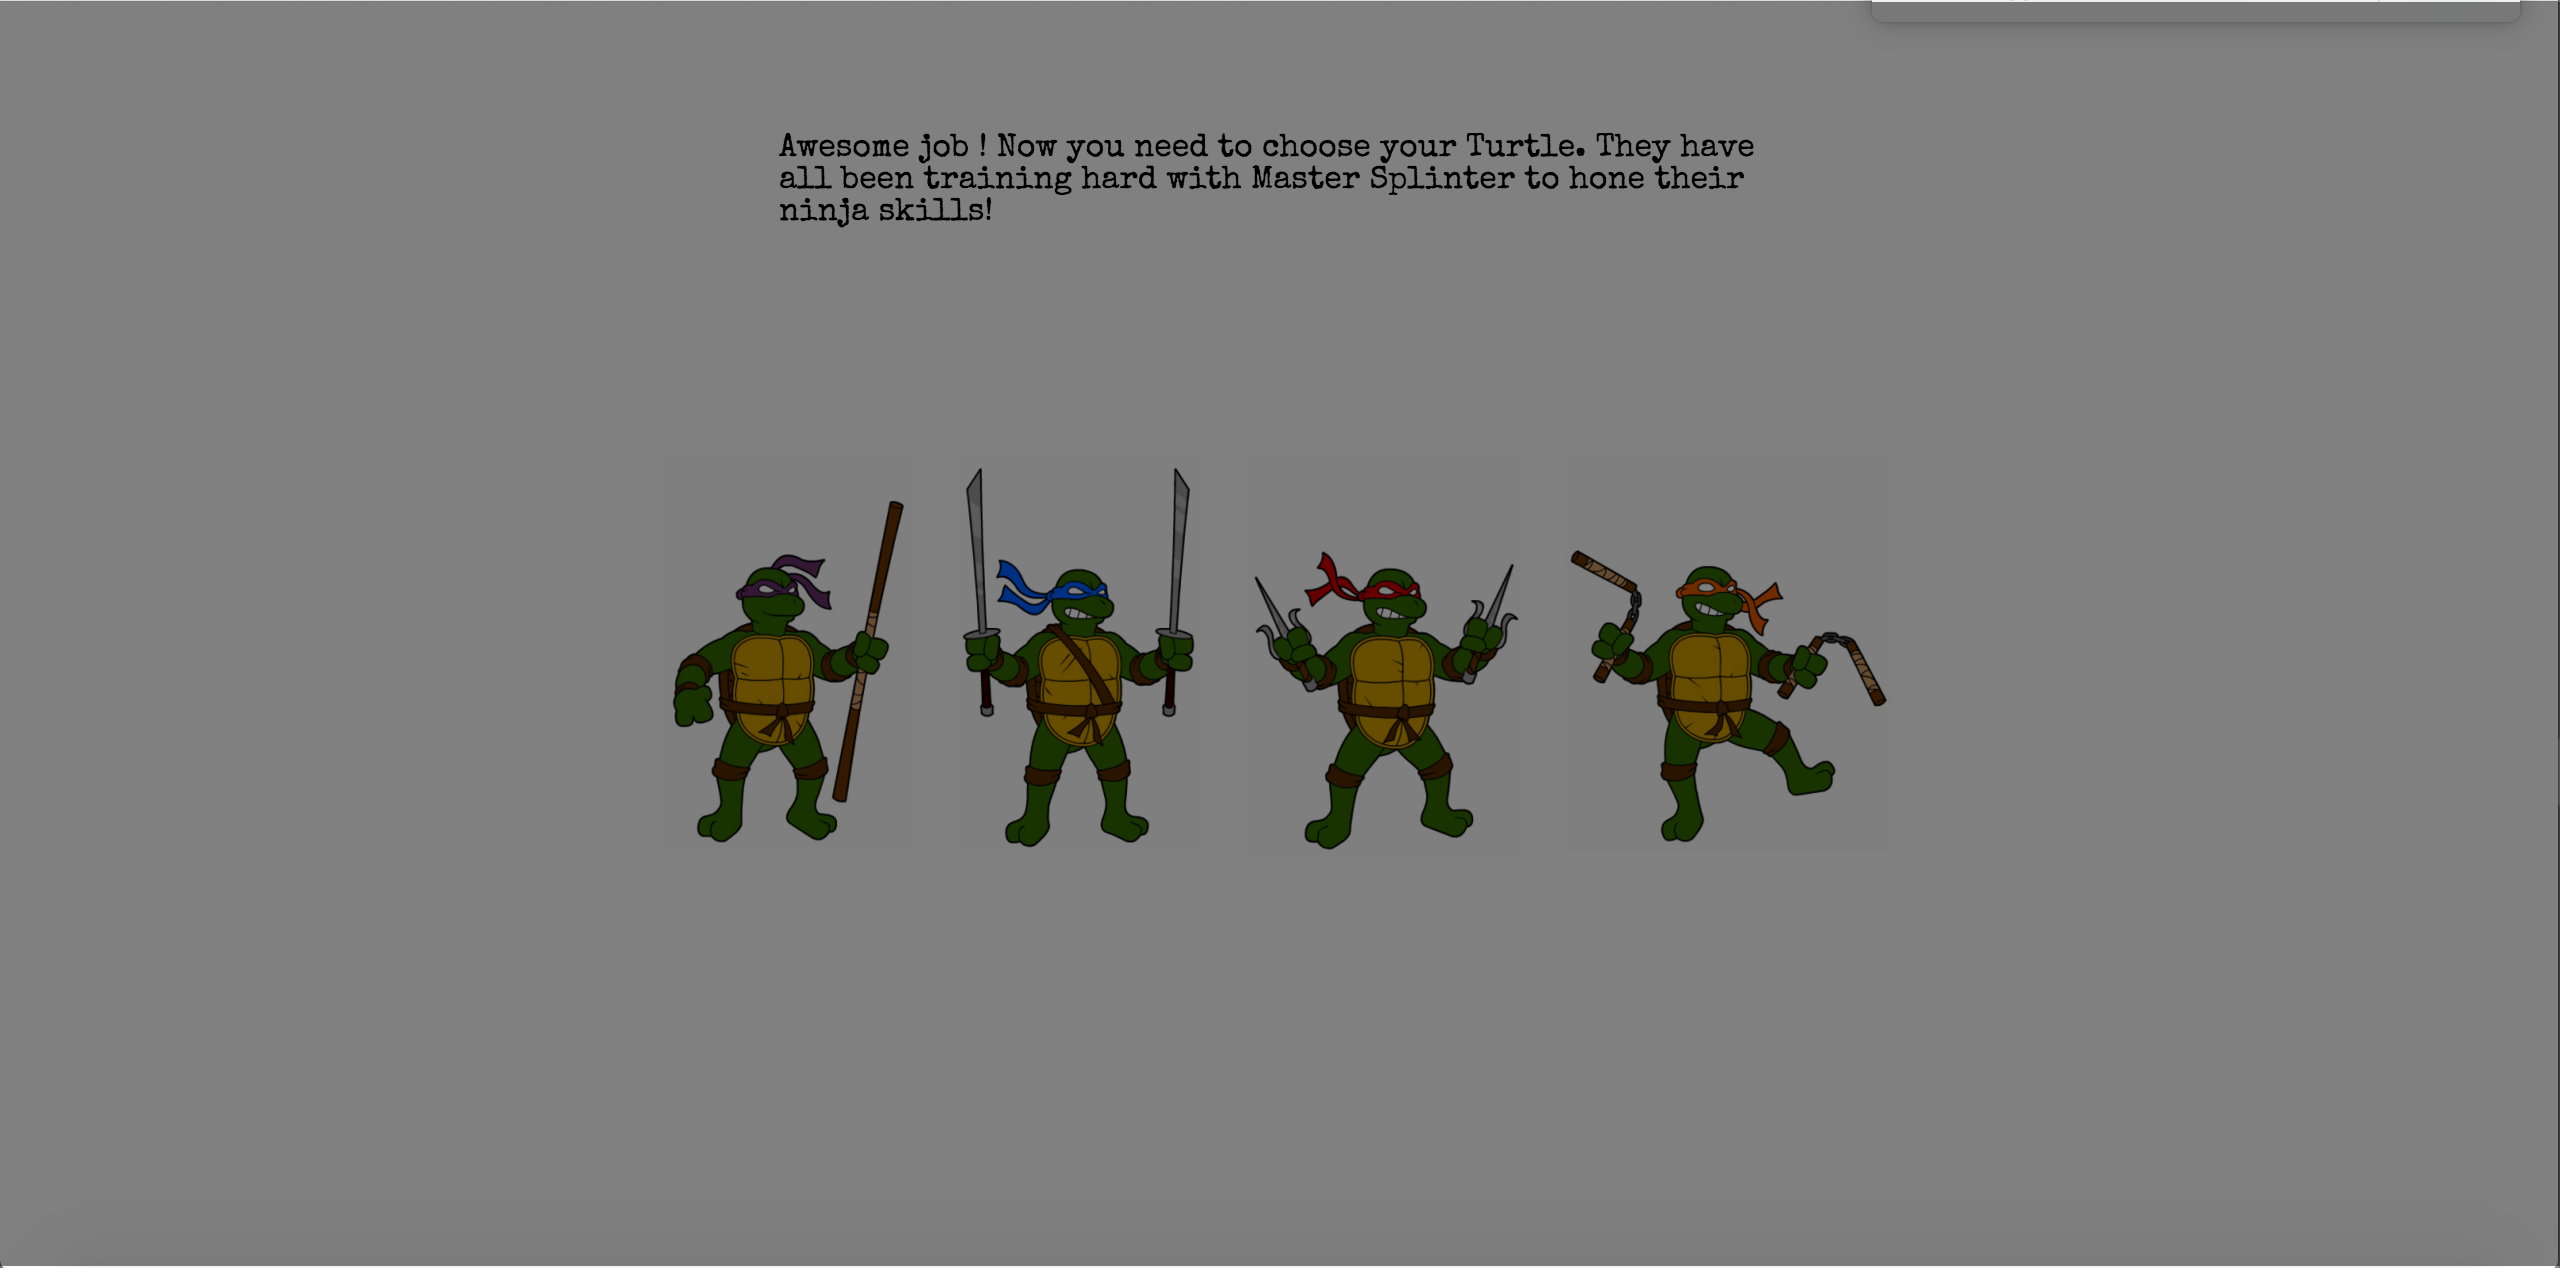 Awesome job ! Now you need to choose your Turtle. They have
all been training hard with Master Splinter to hone their
ninja skills!